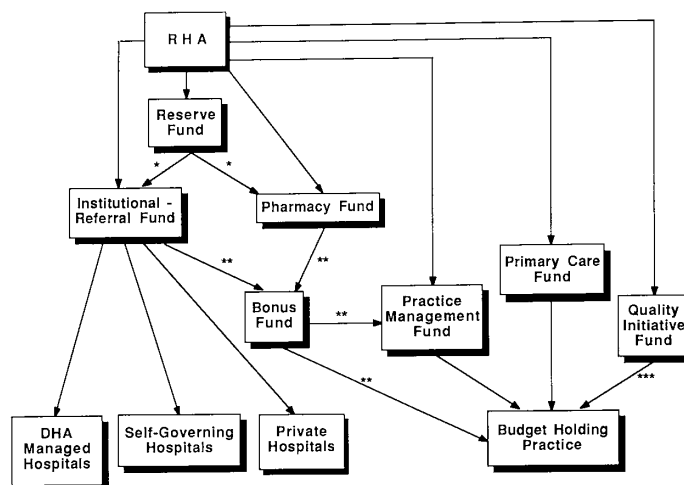 RHA
Reserve
Fund
*
*
Institutional -
Referral Fund
Pharmacy Fund
**
**
Primary Care
Fund
Bonus
Fund
**
Practice
Management
Fund
Quality
Initiative
Fund
**
***
DHA
Managed
Hospitals
Self-Governing
Hospitals
Private
Hospitals
Budget Holding
Practice